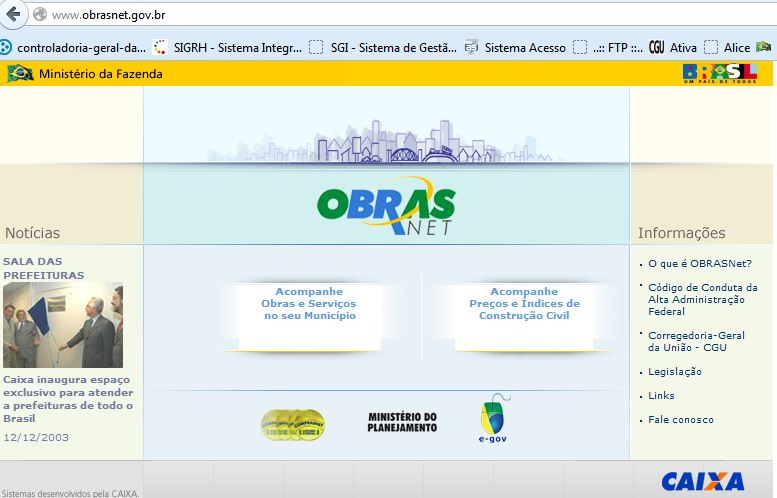 www.obrasnet.gov.br
controladoria-geral-da...
SIGRH - Sistema Integr...
SGI - Sistema de Gestã...
Sistema Acesso
..:: FTP ::..
CGU
Ativa
Alice
Ministério da Fazenda
BRASIL
UM PAÍS DE TODOS
OBRAS
NET
Notícias
Informações
SALA DAS
PREFEITURAS
Caixa inaugura espaço
exclusivo para atender
a prefeituras de todo o
Brasil
12/12/2003
Acompanhe
Obras e Serviços
no seu Município
Acompanhe
Preços e Índices de
Construção Civil
O que é OBRASNet?
Código de Conduta da
Alta Administração
Federal
Corregedoria-Geral
da União - CGU
Legislação
Links
Fale conosco
MINISTÉRIO DO
PLANEJAMENTO
e-gov
Sistemas desenvolvidos pela CAIXA.
CAIXA